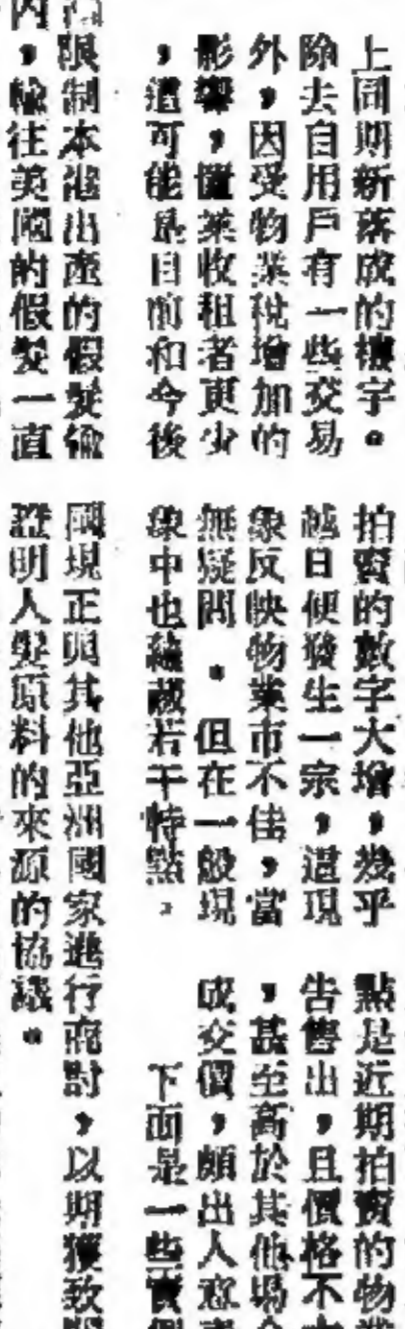 上同期新落成的樓宇。
除去自用戶有一些交易
外，因受物業稅增加的
影響，置業收租者更少
，這可能是目前和今後
拍賣的數字大增，幾乎
越日便發生一宗，這現
象反映物業市不佳，當
無疑問。但在一般現
象中也蘊藏若干特點。
點是近期拍賣的物業
告售出，且價格不
，甚至高於其他場
成交價，頗出人意
下面是一些實例
限制本港出產的假髮輸
內，輸往美國的假髮一直
國現正與其他亞洲國家進行商討，以期獲致
證明人髮原料的來源的協議。